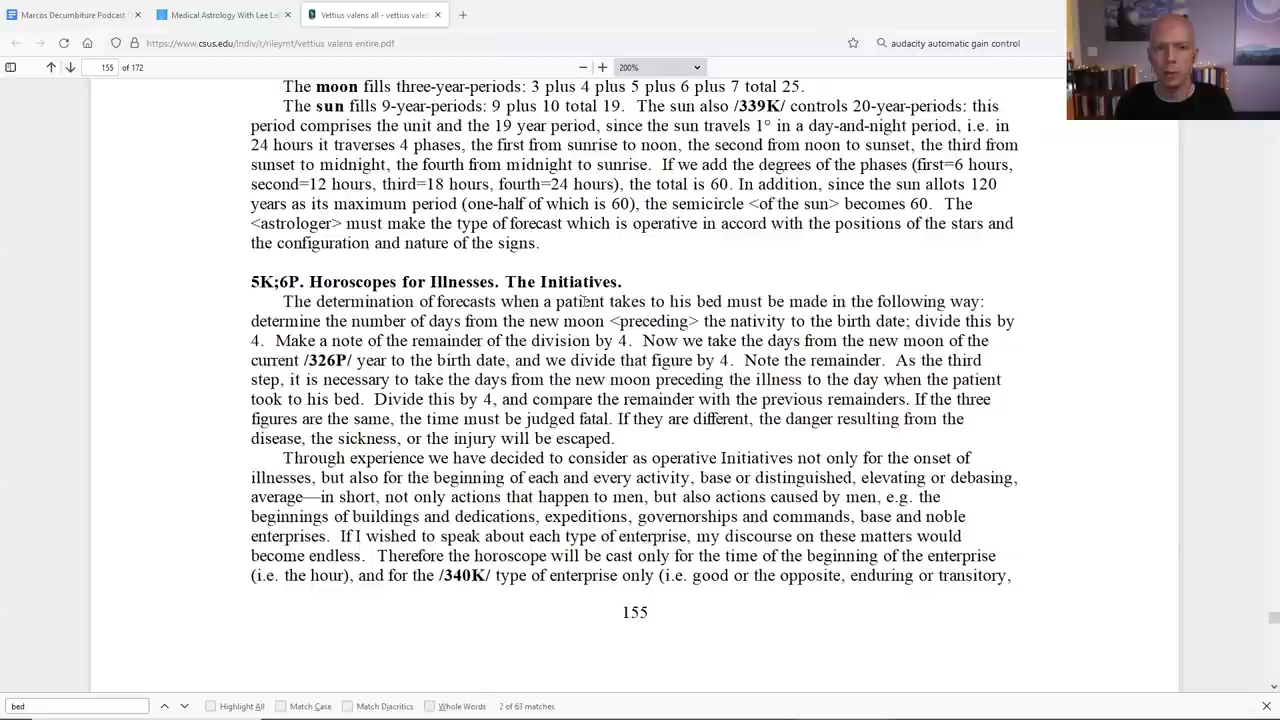 Marcos Decumbiture Podcast
Medical Astrology With Lee Le
Vettius valens all - vettius valen
https://www.csus.edu/indiv/r/rileymt/vettius valens entire.pdf
audacity automatic gain control
155 of 172
200%
The moon fills three-year-periods: 3 plus 4 plus 5 plus 6 plus 7 total 25.
The sun fills 9-year-periods: 9 plus 10 total 19. The sun also /339K/ controls 20-year-periods: this
period comprises the unit and the 19 year period, since the sun travels 1° in a day-and-night period, i.e. in
24 hours it traverses 4 phases, the first from sunrise to noon, the second from noon to sunset, the third from
sunset to midnight, the fourth from midnight to sunrise. If we add the degrees of the phases (first=6 hours,
second=12 hours, third=18 hours, fourth=24 hours), the total is 60. In addition, since the sun allots 120
years as its maximum period (one-half of which is 60), the semicircle <of the sun> becomes 60. The
<astrologer> must make the type of forecast which is operative in accord with the positions of the stars and
the configuration and nature of the signs.
5K;6P. Horoscopes for Illnesses. The Initiatives.
The determination of forecasts when a patient takes to his bed must be made in the following way:
determine the number of days from the new moon <preceding> the nativity to the birth date; divide this by
4. Make a note of the remainder of the division by 4. Now we take the days from the new moon of the
current /326P/ year to the birth date, and we divide that figure by 4. Note the remainder. As the third
step, it is necessary to take the days from the new moon preceding the illness to the day when the patient
took to his bed. Divide this by 4, and compare the remainder with the previous remainders. If the three
figures are the same, the time must be judged fatal. If they are different, the danger resulting from the
disease, the sickness, or the injury will be escaped.
Through experience we have decided to consider as operative Initiatives not only for the onset of
illnesses, but also for the beginning of each and every activity, base or distinguished, elevating or debasing,
average—in short, not only actions that happen to men, but also actions caused by men, e.g. the
beginnings of buildings and dedications, expeditions, governorships and commands, base and noble
enterprises. If I wished to speak about each type of enterprise, my discourse on these matters would
become endless. Therefore the horoscope will be cast only for the time of the beginning of the enterprise
(i.e. the hour), and for the /340K/ type of enterprise only (i.e. good or the opposite, enduring or transitory,
155
bed
Highlight All
Match Case
Match Diacritics
Whole Words
2 of 63 matches